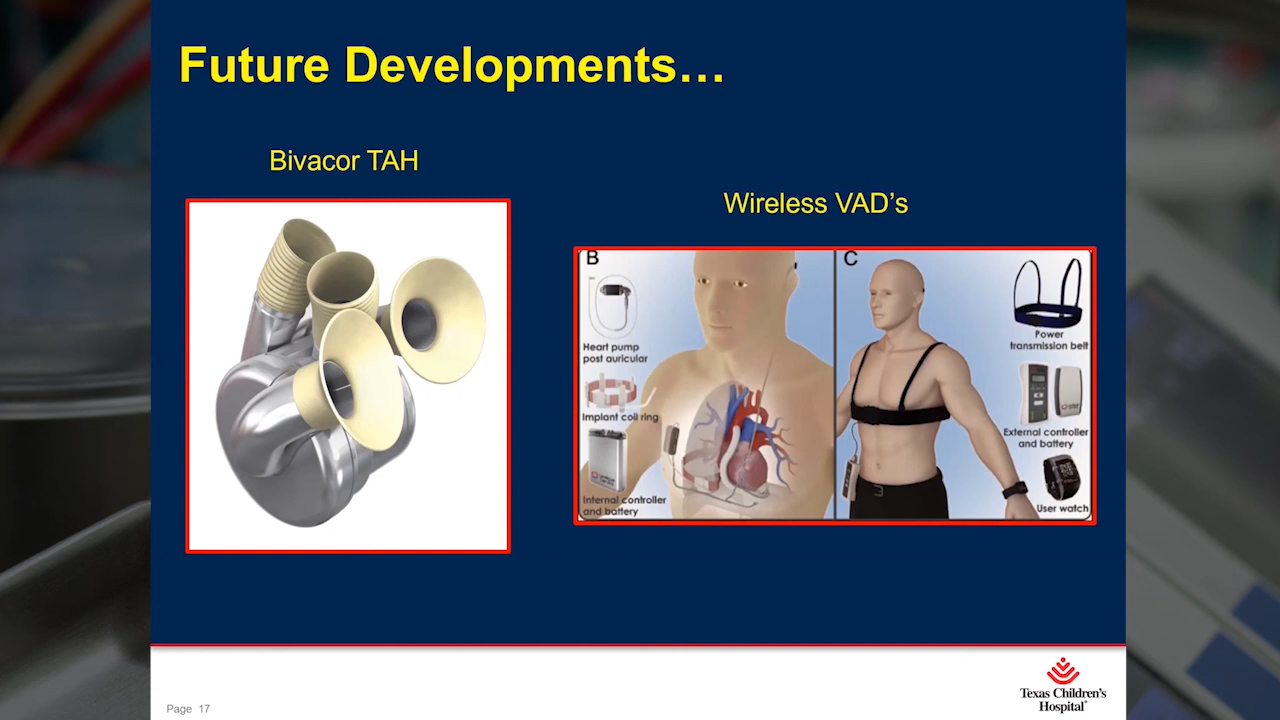 Future Developments…
Bivacor TAH
Wireless VAD's
B
Heart pump
post auricular
Implant coil ring
Internal controller
and battery
C
Power
transmission belt
External controller
and battery
User watch
Page 17
Texas Children's
Hospital